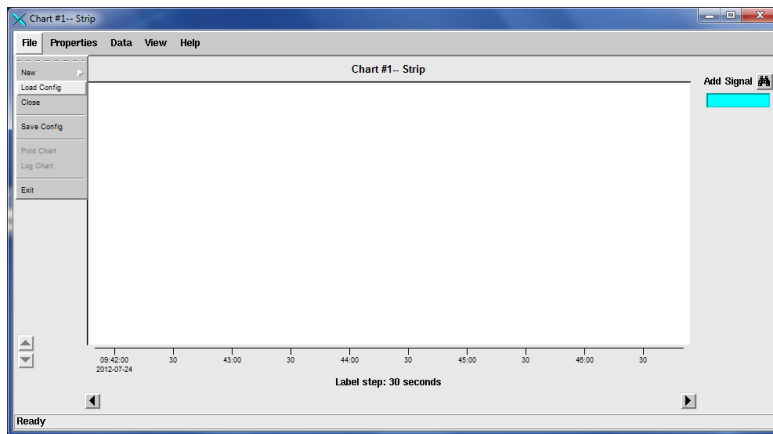 Chart #1-- Strip
File Properties Data View Help
New
Load Config
Close
Save Config
Print Chart
Log Chart
Exit
Chart #1-- Strip
Add Signal
09:42:00 30 43:00 30 44:00 30 45:00 30 46:00 30
2012-07-24
Label step: 30 seconds
Ready